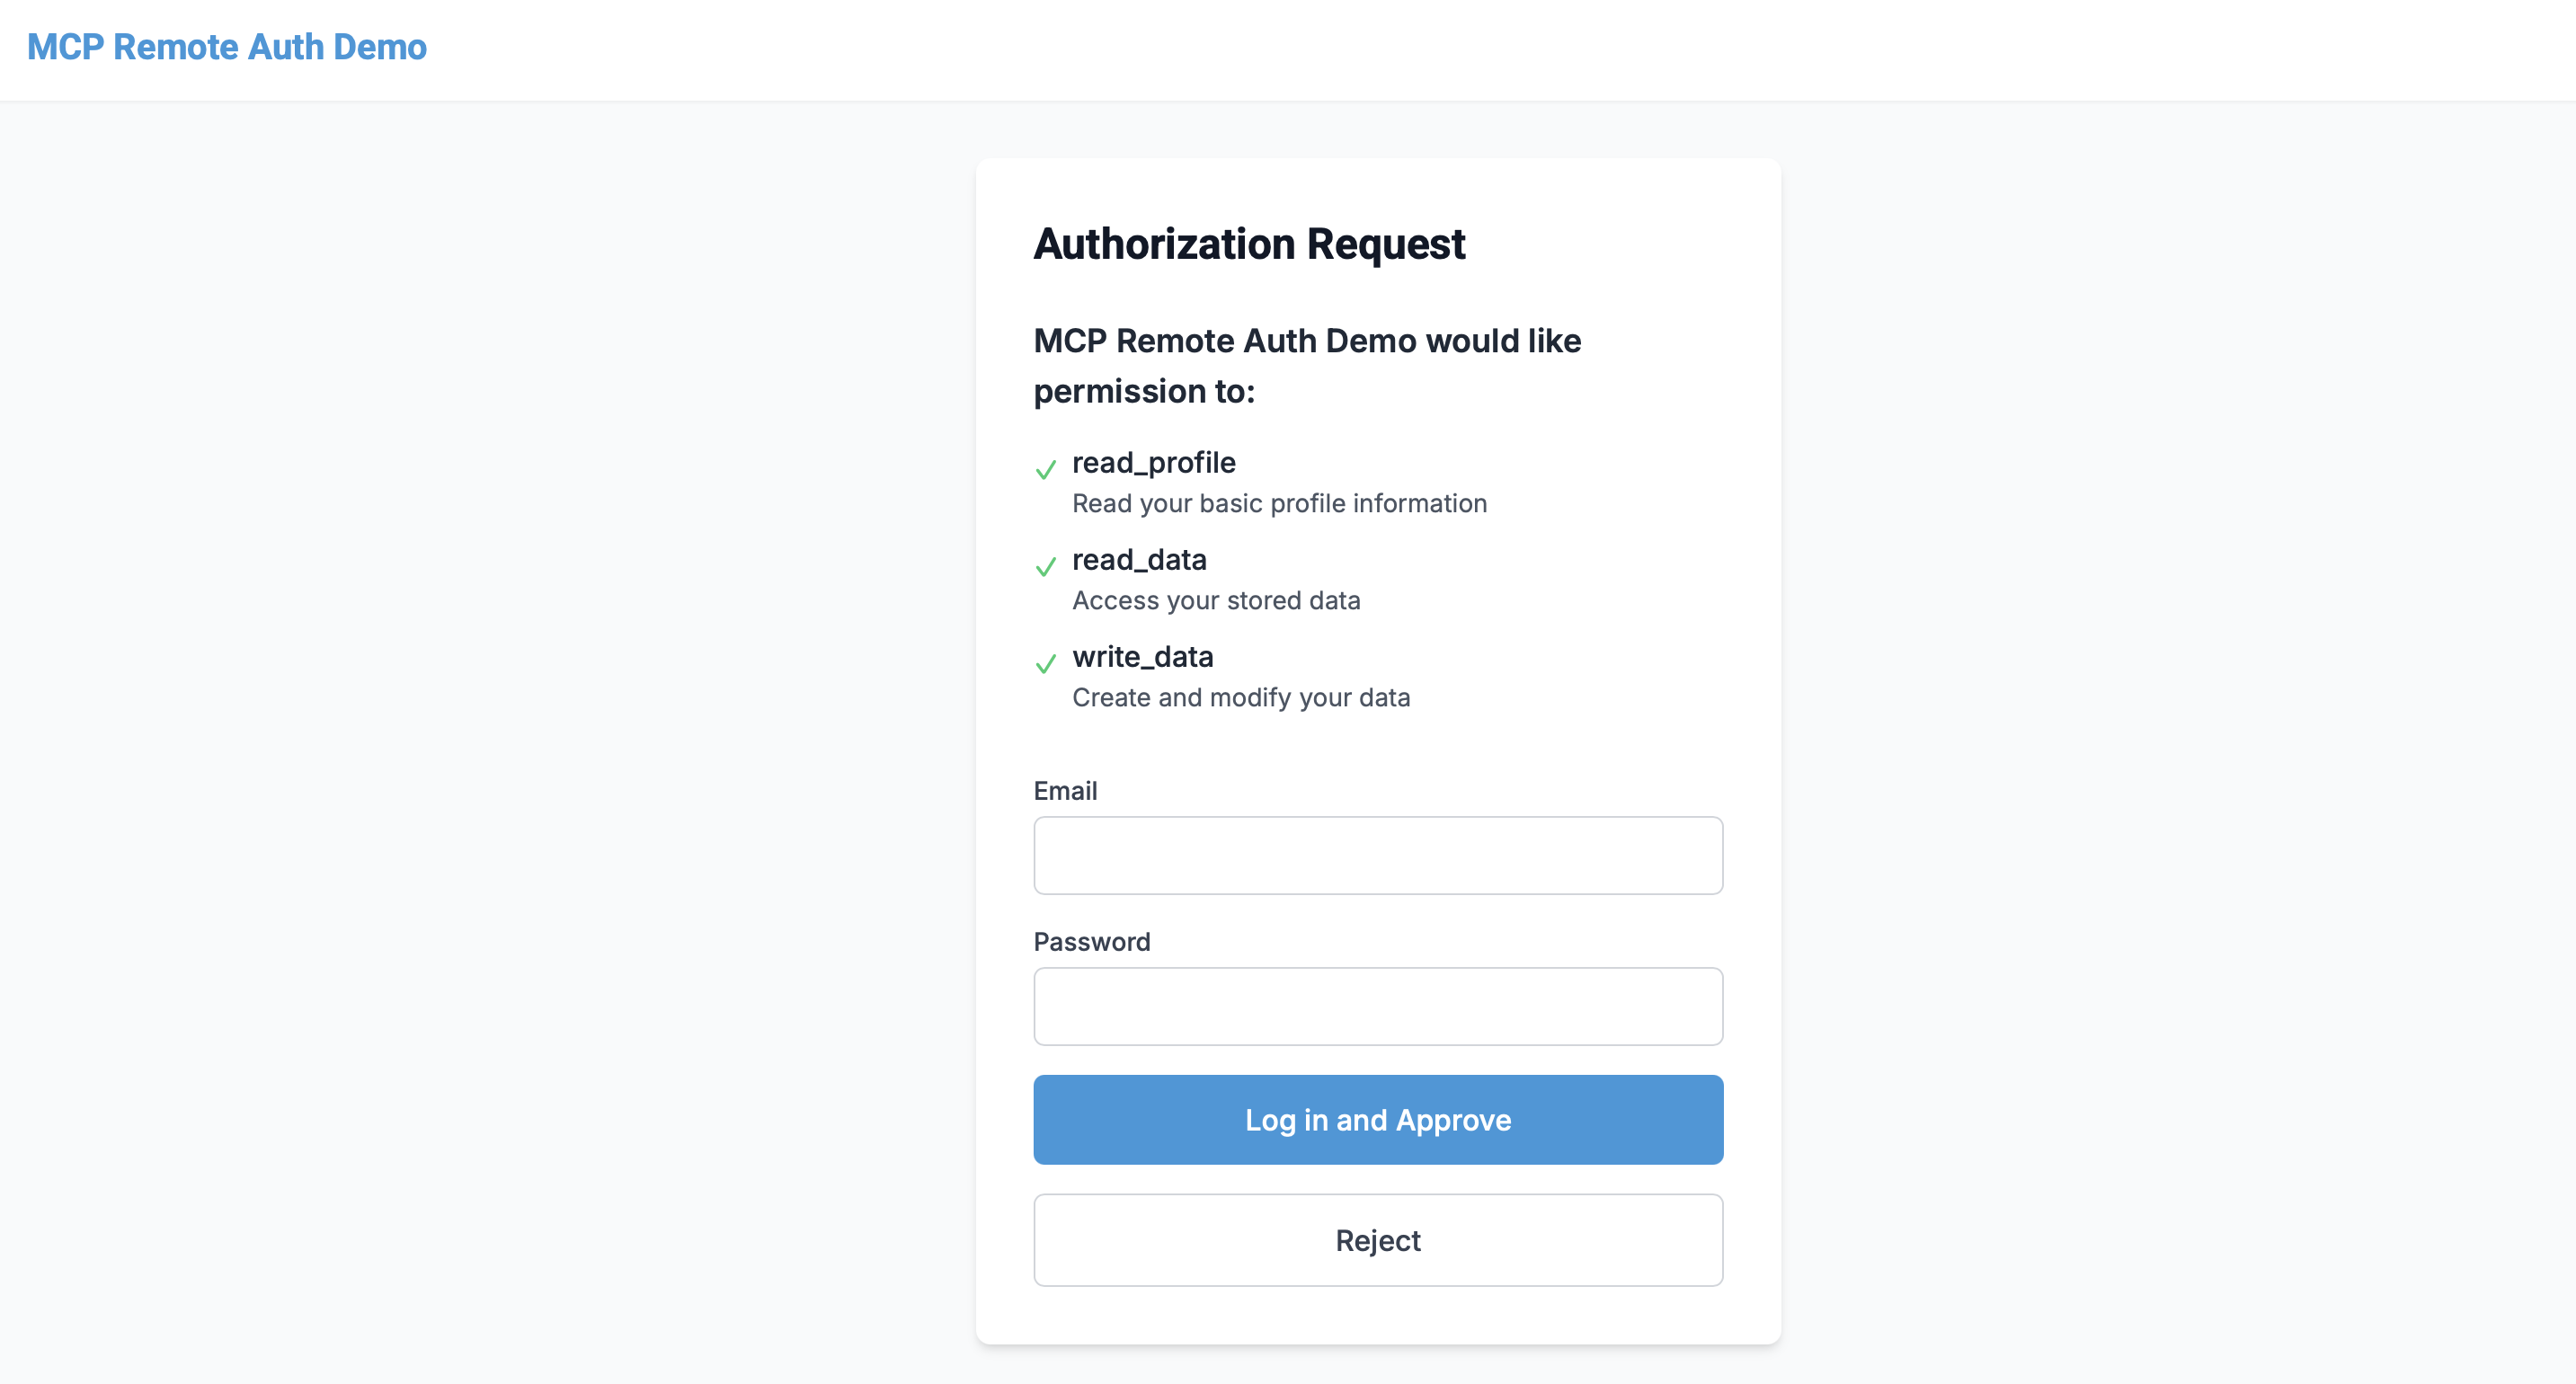 MCP Remote Auth Demo
Authorization Request
MCP Remote Auth Demo would like
permission to:
read_profile
Read your basic profile information
read_data
Access your stored data
write_data
Create and modify your data
Email
Password
Log in and Approve
Reject